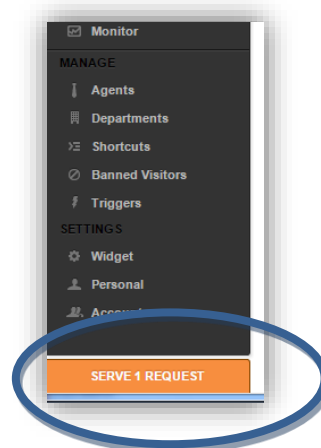 Monitor
MANAGE
Agents
Departments
Shortcuts
Banned Visitors
Triggers
SETTINGS
Widget
Personal
SERVE 1 REQUEST